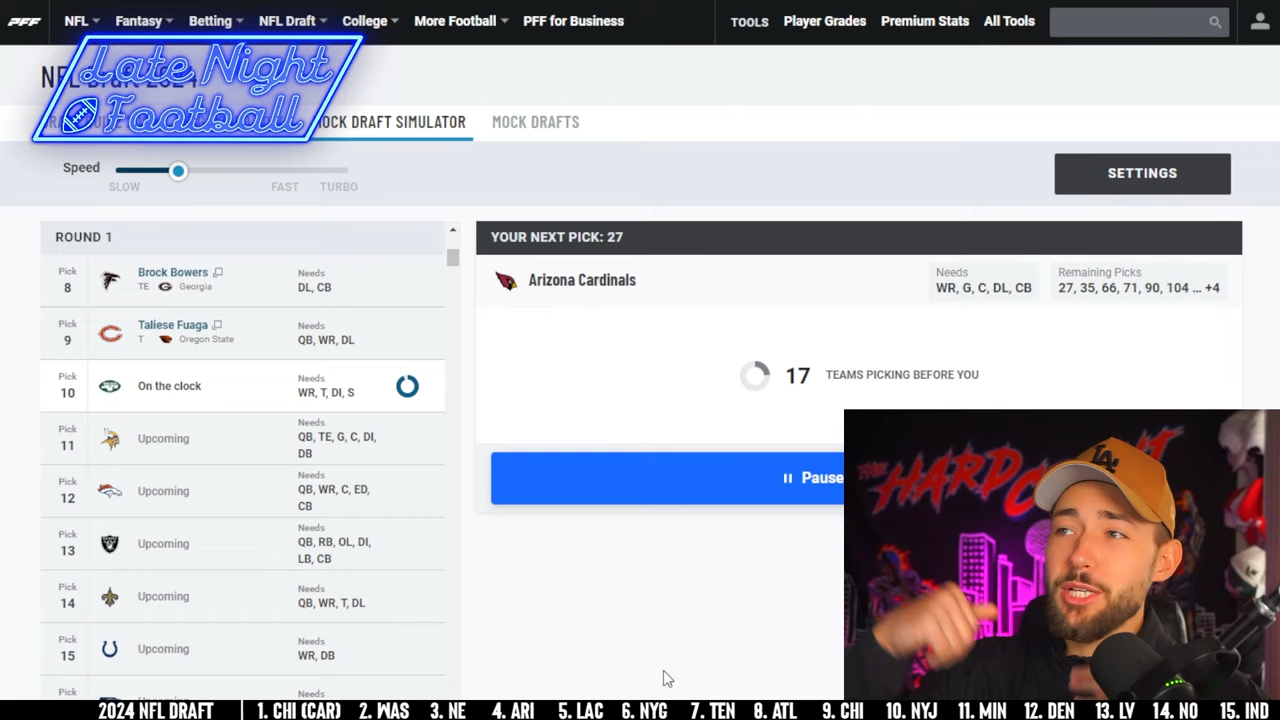 PFF NFL Fantasy Betting NFL Draft College More Football PFF for Business TOOLS Player Grades Premium Stats All Tools
NFL Draft 2024
Late Night
Football
MOCK DRAFT SIMULATOR MOCK DRAFTS
Speed
SLOW FAST TURBO
SETTINGS
ROUND 1
Pick
8
Brock Bowers
TE Georgia
Needs
DL, CB
Pick
9
Taliese Fuaga
T Oregon State
Needs
QB, WR, DL
Pick
10
On the clock
Needs
WR, T, DI, S
Pick
11
Upcoming
Needs
QB, TE, G, C, DI,
DB
Pick
12
Upcoming
Needs
QB, WR, C, ED,
CB
Pick
13
Upcoming
Needs
QB, RB, OL, DI,
LB, CB
Pick
14
Upcoming
Needs
QB, WR, T, DL
Pick
15
Upcoming
Needs
WR, DB
Pick
Upcoming
Needs
YOUR NEXT PICK: 27
Arizona Cardinals
Needs
WR, G, C, DL, CB
Remaining Picks
27, 35, 66, 71, 90, 104 ... +4
17 TEAMS PICKING BEFORE YOU
Pause
THE HARD C
LA
2024 NFL DRAFT 1. CHI (CAR) 2. WAS 3. NE 4. ARI 5. LAC 6. NYG 7. TEN 8. ATL 9. CHI 10. NYJ 11. MIN 12. DEN 13. LV 14. NO 15. IND